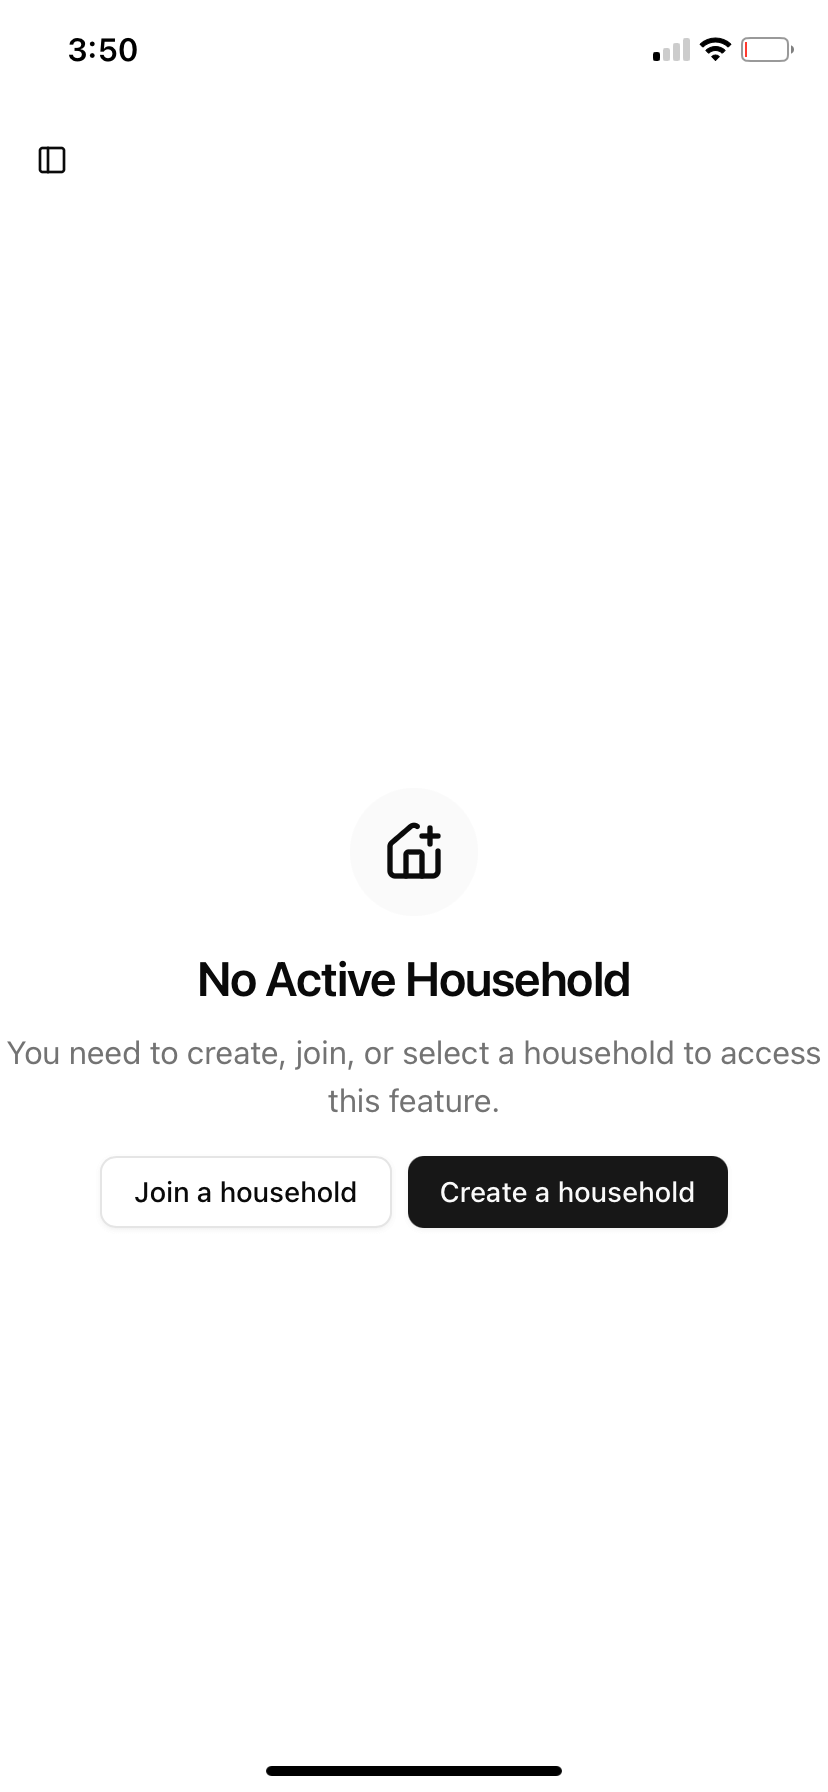 3:50
No Active Household
You need to create, join, or select a household to access
this feature.
Join a household
Create a household